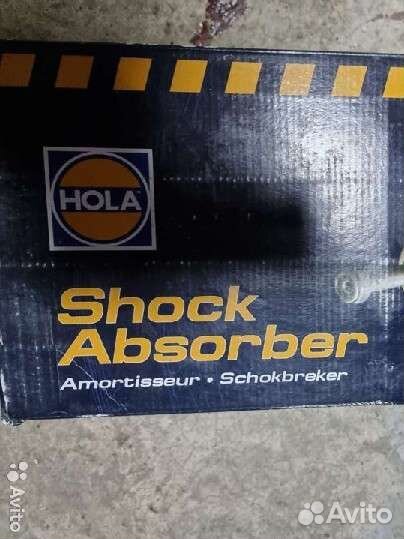 HOLA
Shock
Absorber
Amortisseur • Schokbreker
Avito
Avito